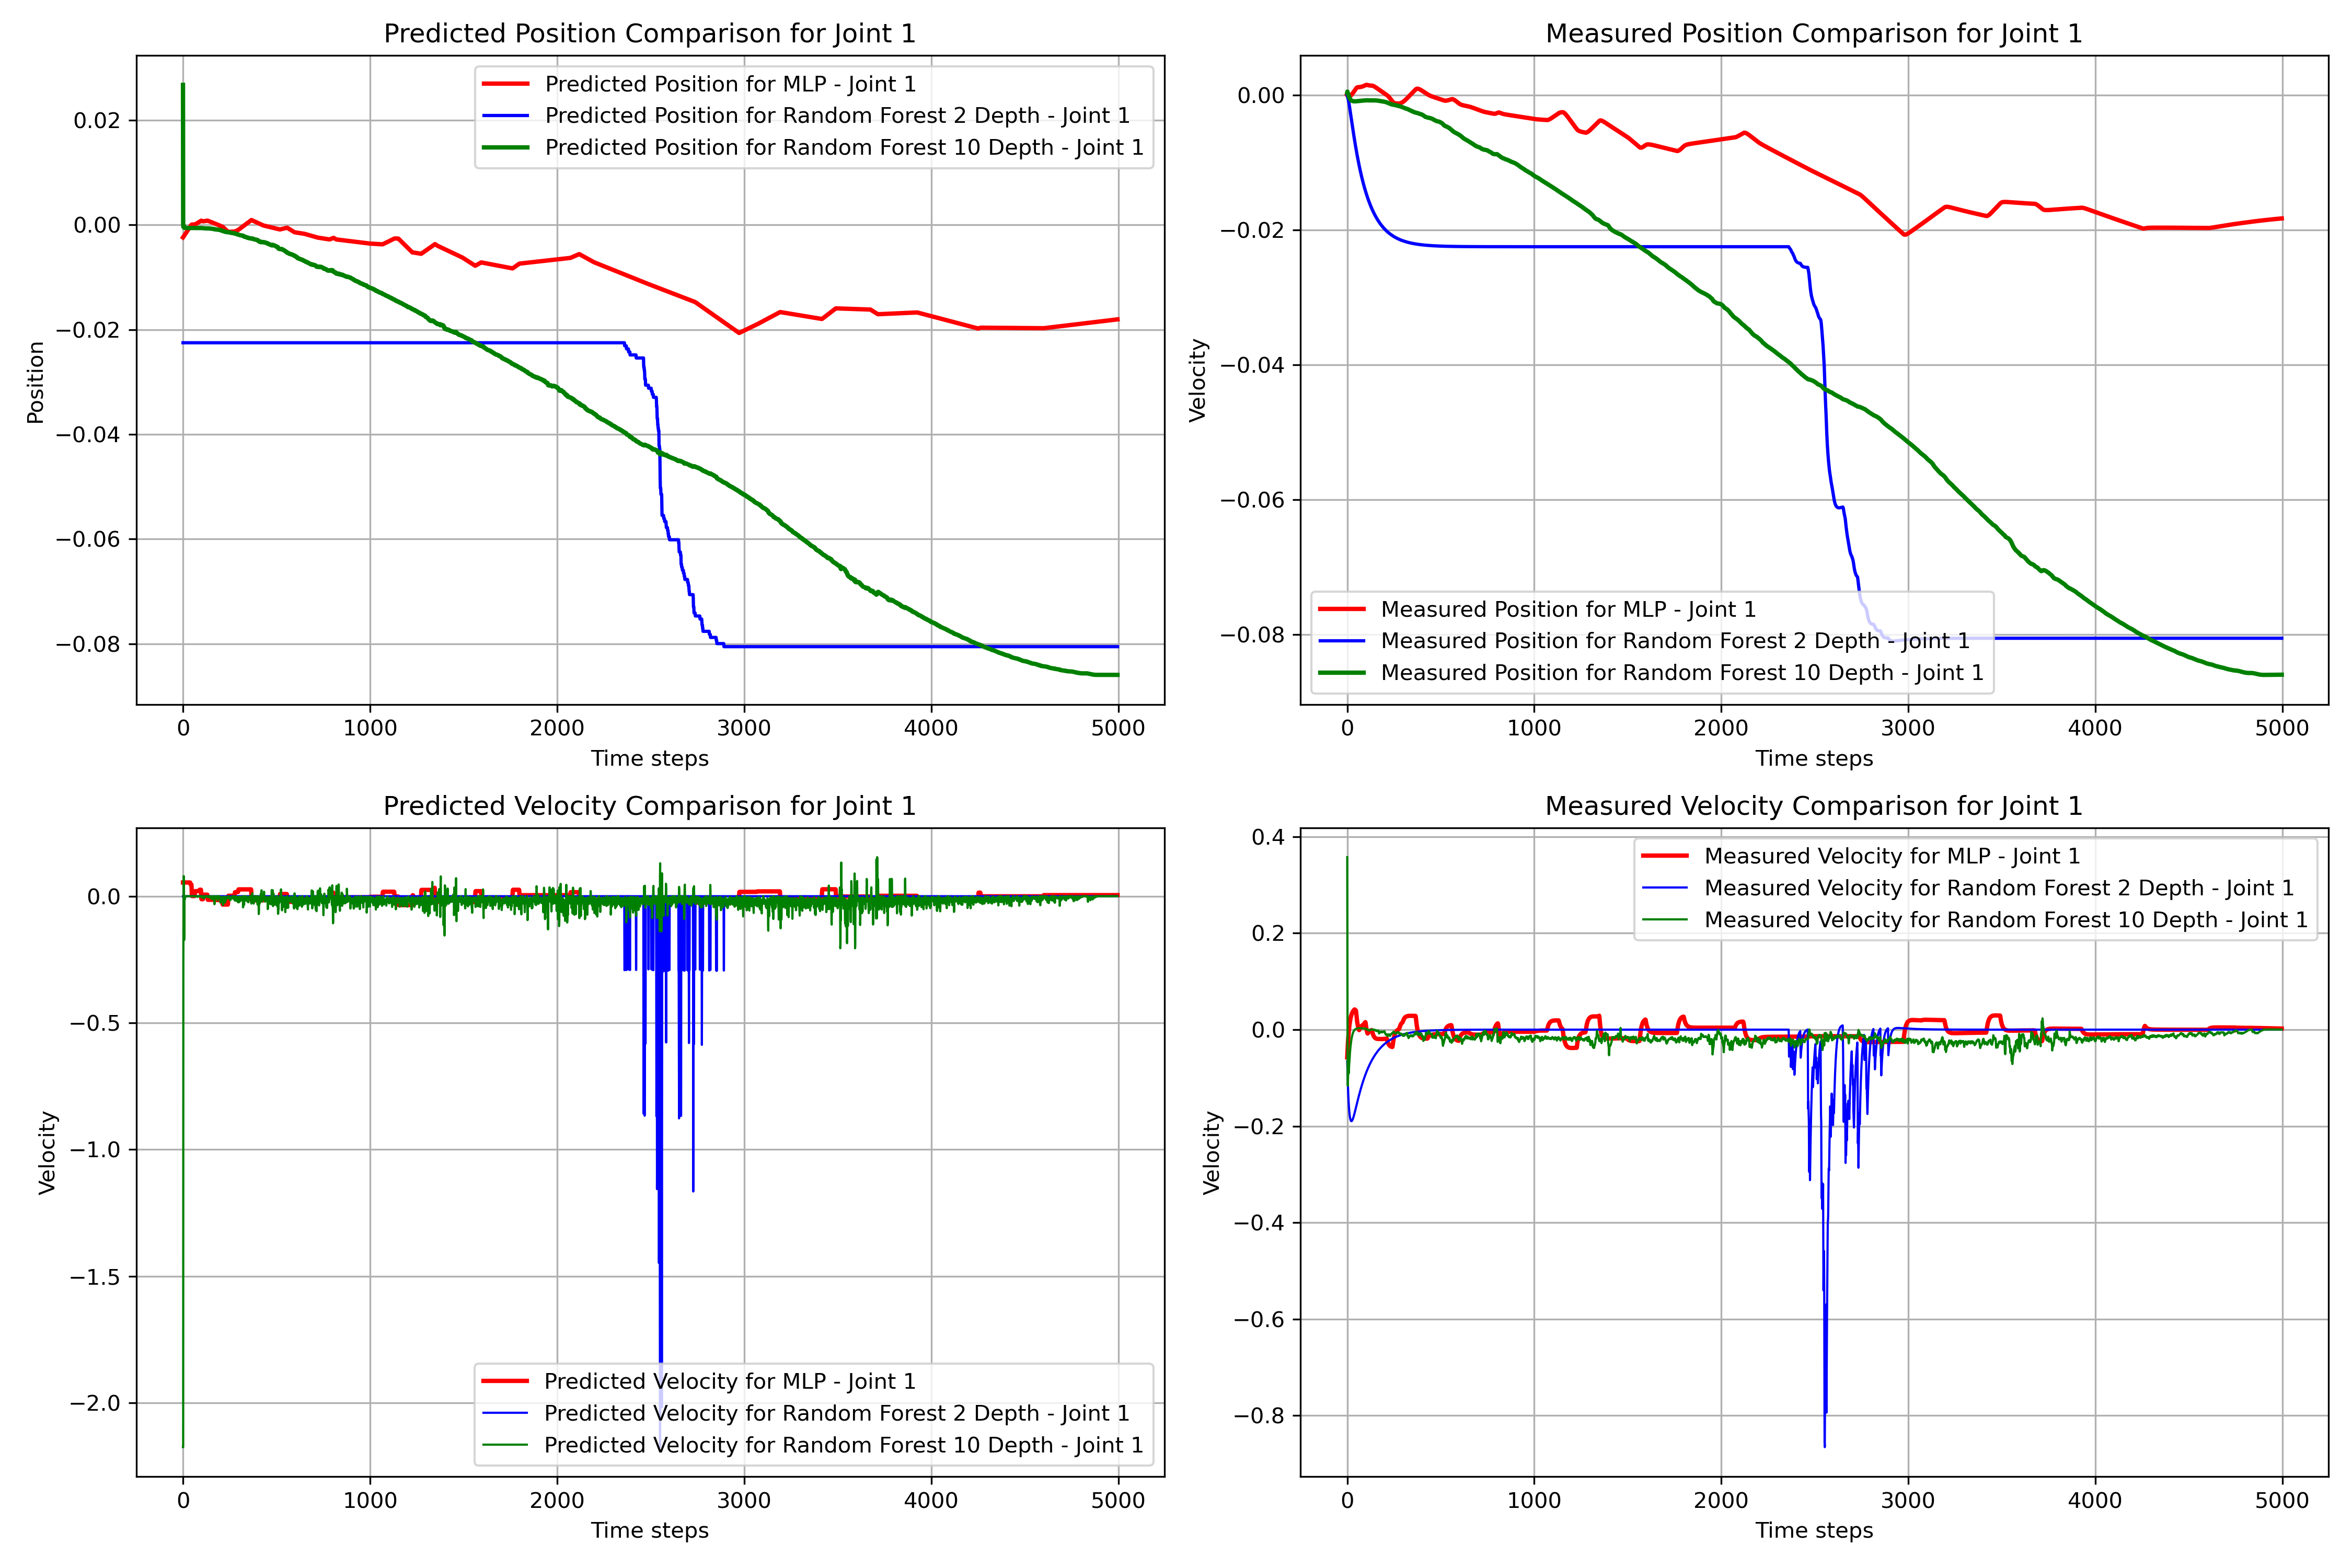 Predicted Position Comparison for Joint 1
Predicted Position for MLP - Joint 1
Predicted Position for Random Forest 2 Depth - Joint 1
Predicted Position for Random Forest 10 Depth - Joint 1
0.02
0.00
−0.02
−0.04
−0.06
−0.08
Position
0 1000 2000 3000 4000 5000
Time steps
Measured Position Comparison for Joint 1
0.00
−0.02
−0.04
−0.06
−0.08
Velocity
Measured Position for MLP - Joint 1
Measured Position for Random Forest 2 Depth - Joint 1
Measured Position for Random Forest 10 Depth - Joint 1
0 1000 2000 3000 4000 5000
Time steps
Predicted Velocity Comparison for Joint 1
0.0
−0.5
−1.0
−1.5
−2.0
Velocity
Predicted Velocity for MLP - Joint 1
Predicted Velocity for Random Forest 2 Depth - Joint 1
Predicted Velocity for Random Forest 10 Depth - Joint 1
0 1000 2000 3000 4000 5000
Time steps
Measured Velocity Comparison for Joint 1
Measured Velocity for MLP - Joint 1
Measured Velocity for Random Forest 2 Depth - Joint 1
Measured Velocity for Random Forest 10 Depth - Joint 1
0.4
0.2
0.0
−0.2
−0.4
−0.6
−0.8
Velocity
0 1000 2000 3000 4000 5000
Time steps